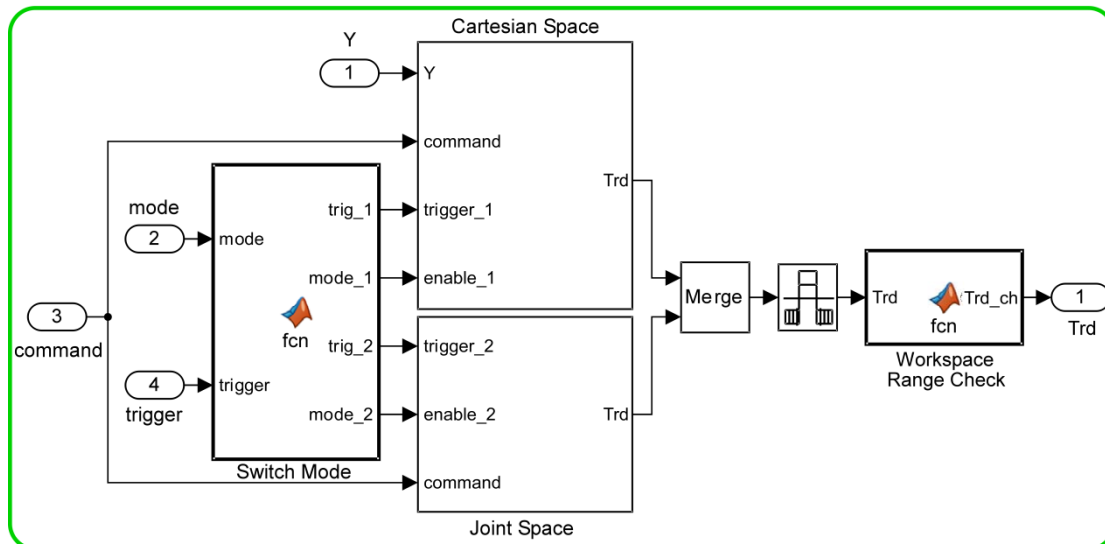 Cartesian Space
Y
1
Y
command
Trd
mode
2
mode
trig_1
trigger_1
mode_1
enable_1
fcn
3
command
trig_2
trigger_2
4
trigger
trigger
mode_2
enable_2
Trd
command
Switch Mode
Joint Space
Merge
Trd
fcn
Trd_ch
1
Trd
Workspace
Range Check